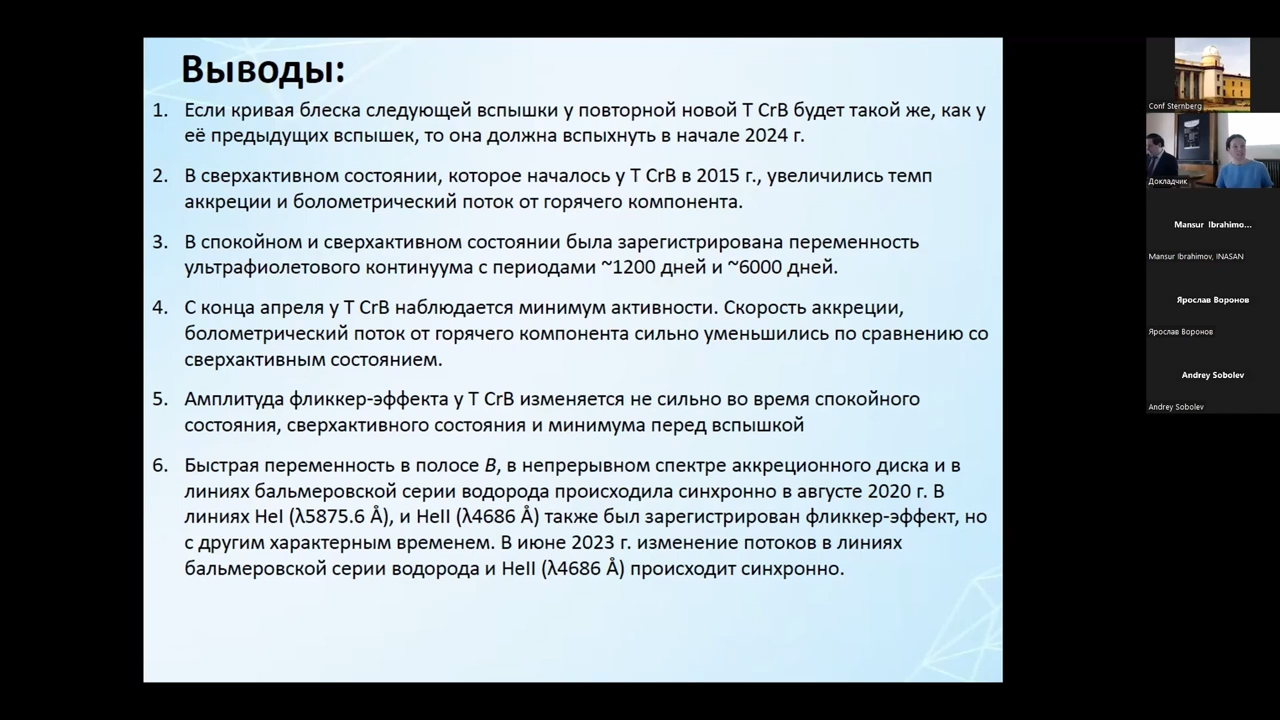 Выводы:
1. Если кривая блеска следующей вспышки у повторной новой T CrB будет такой же, как у
её предыдущих вспышек, то она должна вспыхнуть в начале 2024 г.
2. В сверхактивном состоянии, которое началось у T CrB в 2015 г., увеличились темп
аккреции и болометрический поток от горячего компонента.
3. В спокойном и сверхактивном состоянии была зарегистрирована переменность
ультрафиолетового континуума с периодами ~1200 дней и ~6000 дней.
4. С конца апреля у T CrB наблюдается минимум активности. Скорость аккреции,
болометрический поток от горячего компонента сильно уменьшились по сравнению со
сверхактивным состоянием.
5. Амплитуда фликкер-эффекта у T CrB изменяется не сильно во время спокойного
состояния, сверхактивного состояния и минимума перед вспышкой
6. Быстрая переменность в полосе B, в непрерывном спектре аккреционного диска и в
линиях бальмеровской серии водорода происходила синхронно в августе 2020 г. В
линиях HeI (λ5875.6 Å), и HeII (λ4686 Å) также был зарегистрирован фликкер-эффект, но
с другим характерным временем. В июне 2023 г. изменение потоков в линиях
бальмеровской серии водорода и HeII (λ4686 Å) происходит синхронно.
Conf Sternberg
Докладчик
Mansur Ibrahimo...
Mansur Ibrahimov, INASAN
Ярослав Воронов
Ярослав Воронов
Andrey Sobolev
Andrey Sobolev